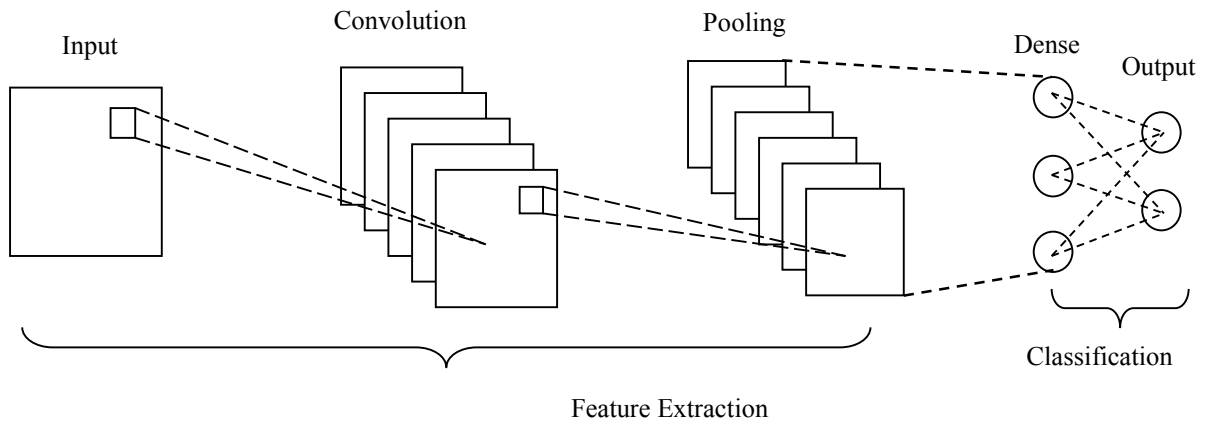 Input
Convolution
Pooling
Dense
Output
Classification
Feature Extraction